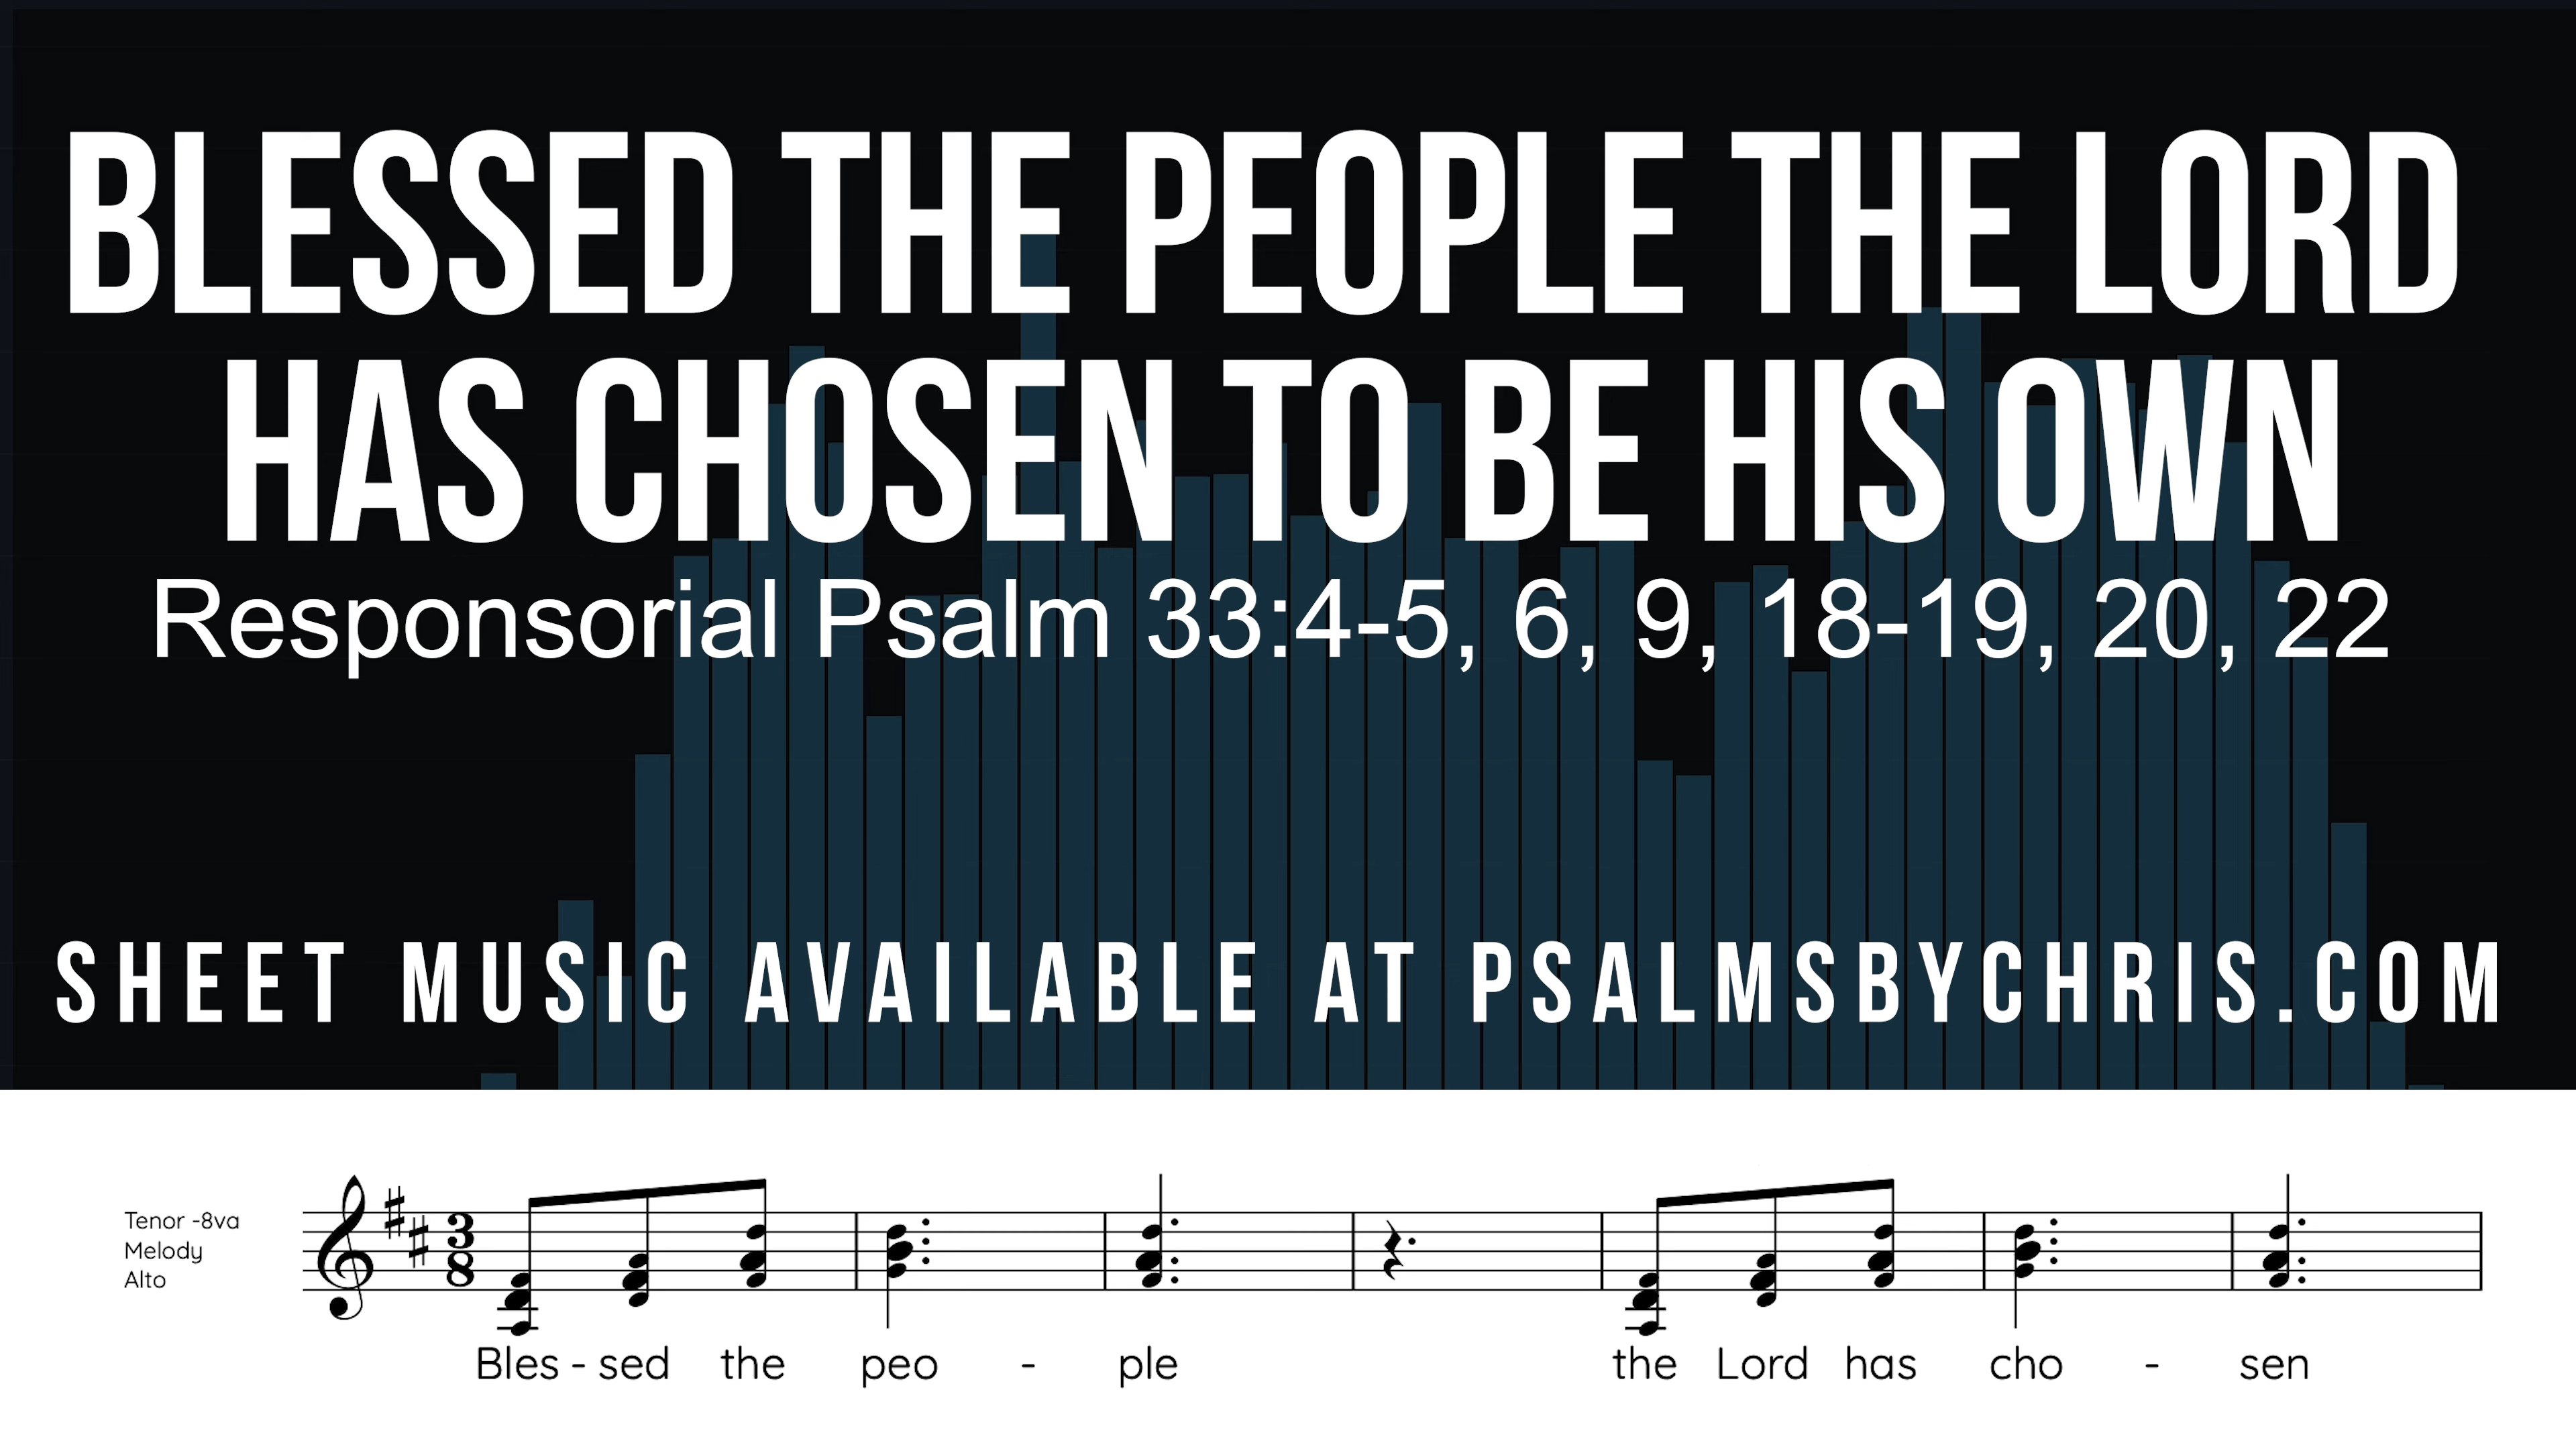 BLESSED THE PEOPLE THE LORD
HAS CHOSEN TO BE HIS OWN
Responsorial Psalm 33:4-5, 6, 9, 18-19, 20, 22
SHEET MUSIC AVAILABLE AT PSALMSBYCHRIS.COM
Tenor -8va
Melody
Alto
3
8
Bles - sed the peo - ple the Lord has cho - sen